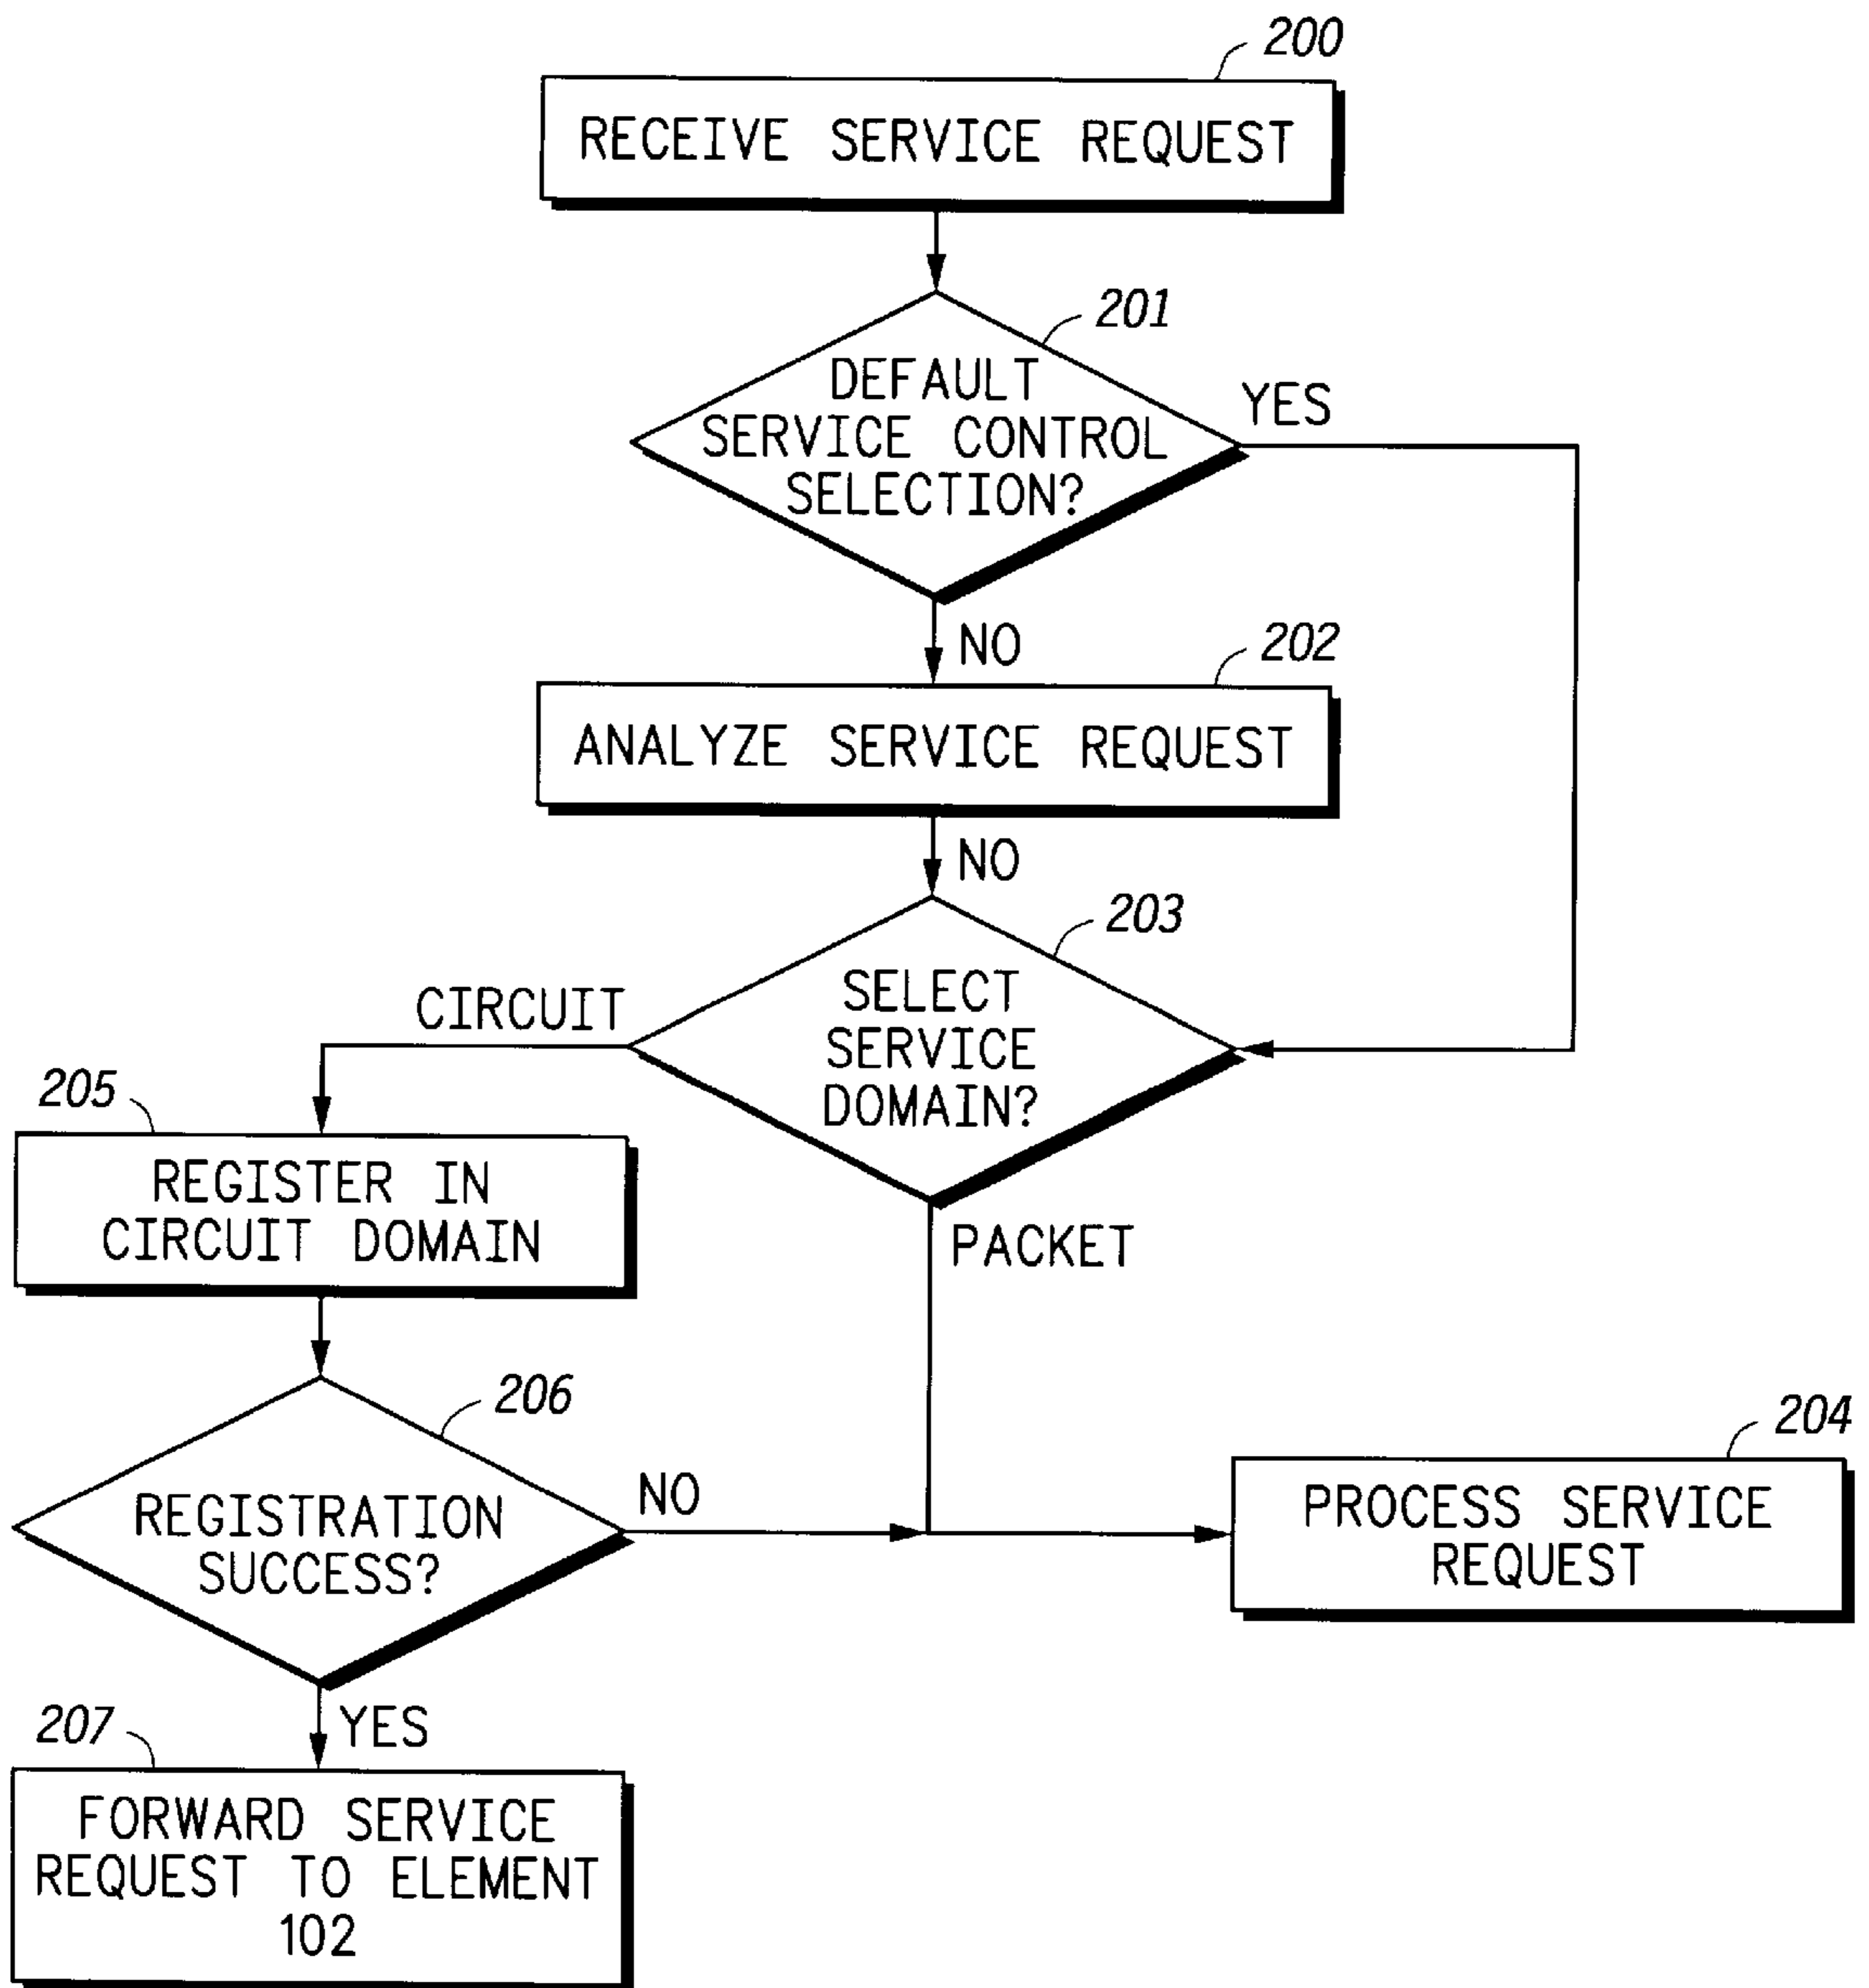 200
RECEIVE SERVICE REQUEST
201
DEFAULT
SERVICE CONTROL
SELECTION?
YES
NO
202
ANALYZE SERVICE REQUEST
NO
203
SELECT
SERVICE
DOMAIN?
CIRCUIT
PACKET
205
REGISTER IN
CIRCUIT DOMAIN
206
REGISTRATION
SUCCESS?
NO
204
PROCESS SERVICE
REQUEST
YES
207
FORWARD SERVICE
REQUEST TO ELEMENT
102